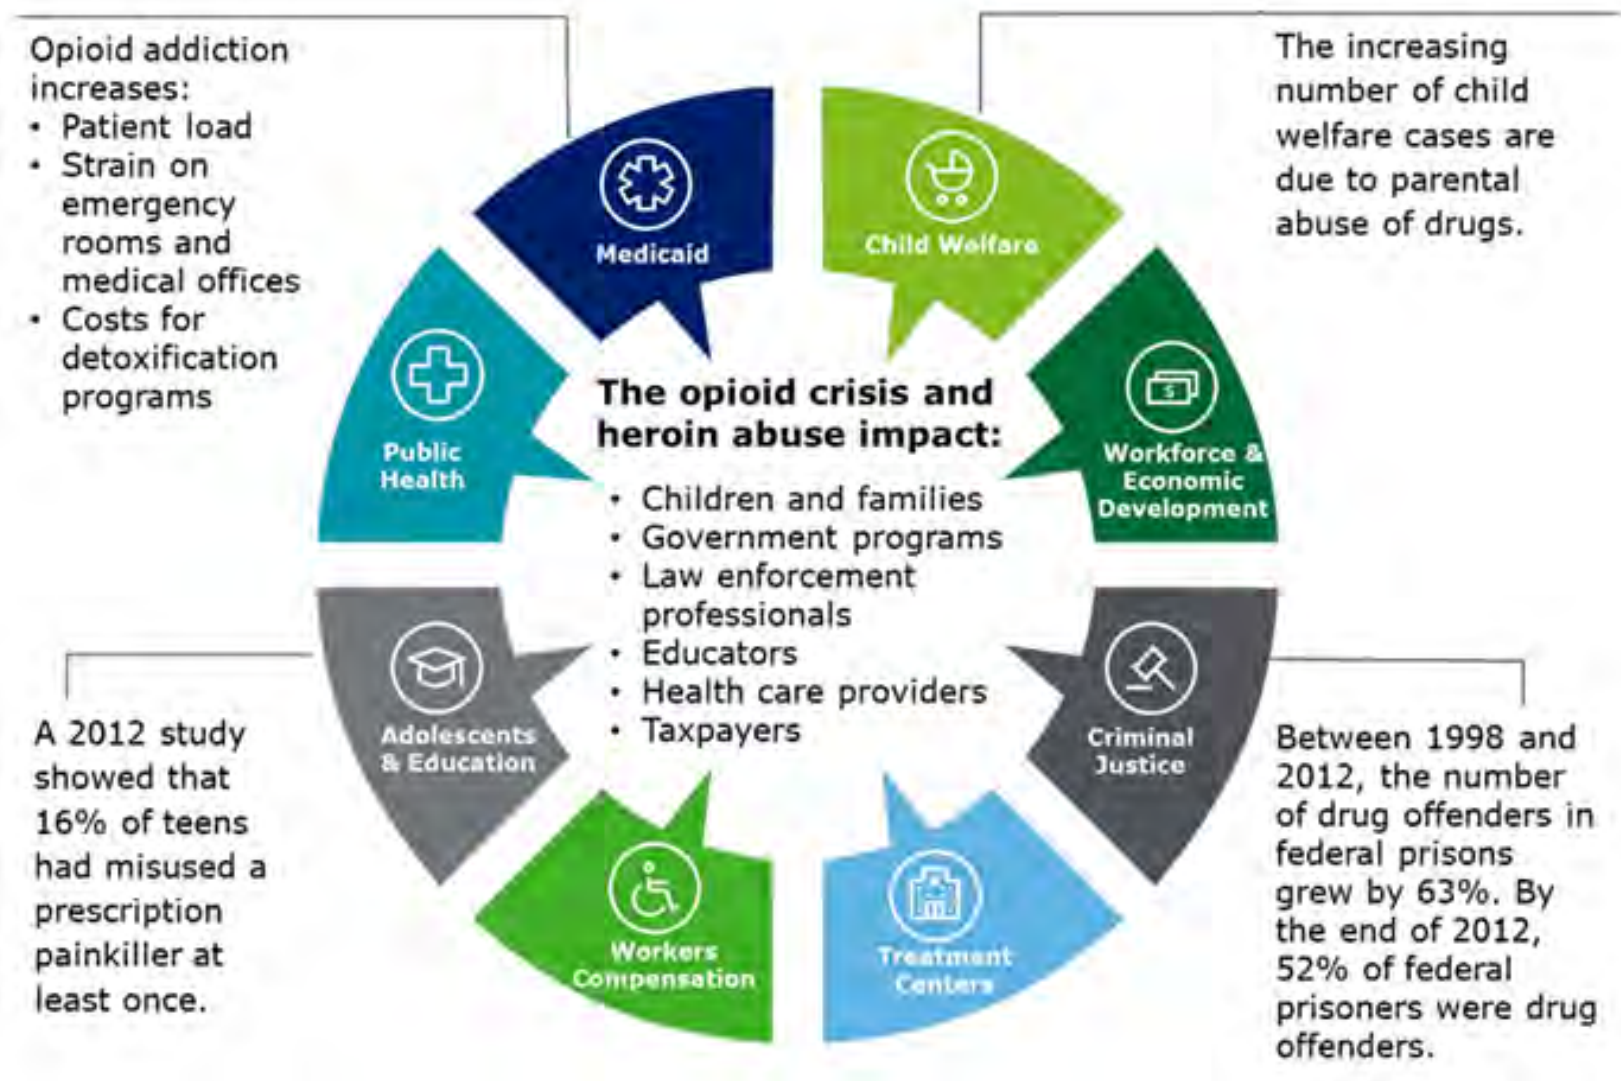 Opioid addiction
increases:
• Patient load
• Strain on
emergency
rooms and
medical offices
• Costs for
detoxification
programs
The increasing
number of child
welfare cases are
due to parental
abuse of drugs.
Medicaid
Child Welfare
Public
Health
Workforce &
Economic
Development
The opioid crisis and
heroin abuse impact:
• Children and families
• Government programs
• Law enforcement
professionals
• Educators
• Health care providers
• Taxpayers
Adolescents
& Education
Criminal
Justice
Workers
Compensation
Treatment
Centers
A 2012 study
showed that
16% of teens
had misused a
prescription
painkiller at
least once.
Between 1998 and
2012, the number
of drug offenders in
federal prisons
grew by 63%. By
the end of 2012,
52% of federal
prisoners were drug
offenders.